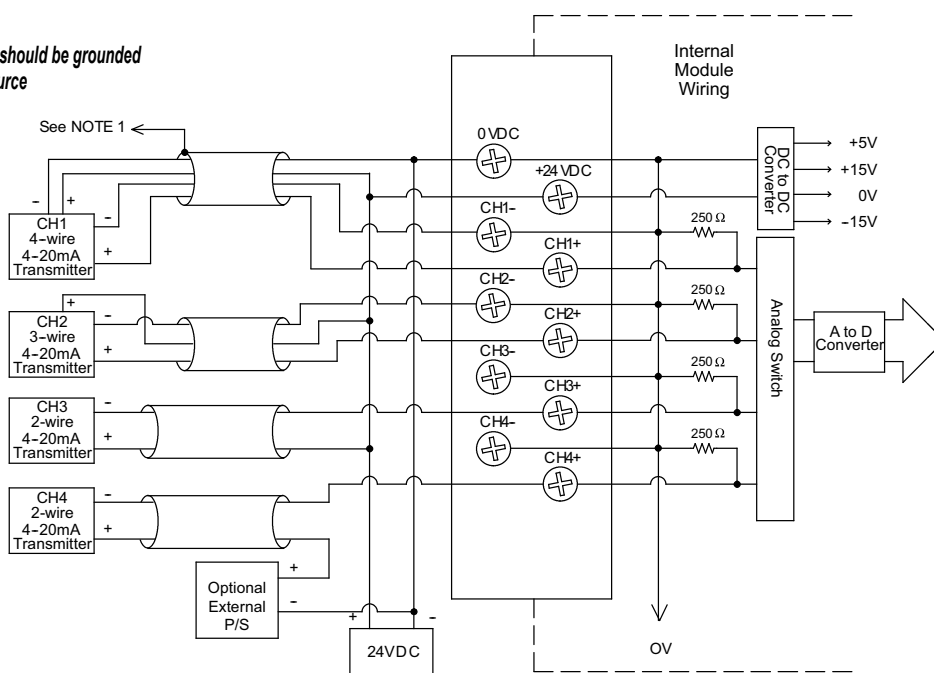 should be grounded
urce
Internal
Module
Wiring
See NOTE 1
0 VDC
+24 VDC
DC to DC
Converter
+5V
+15V
0V
-15V
- +
CH1
4-wire
4-20mA
Transmitter
-
+
CH1-
CH1+
250 Ω
+
CH2
3-wire
4-20mA
Transmitter
-
+
CH2-
CH2+
250 Ω
Analog Switch
A to D
Converter
CH3
2-wire
4-20mA
Transmitter
-
+
CH3-
CH3+
250 Ω
CH4
2-wire
4-20mA
Transmitter
-
+
CH4-
CH4+
250 Ω
Optional
External
P/S
+
-
+ -
24VDC
OV